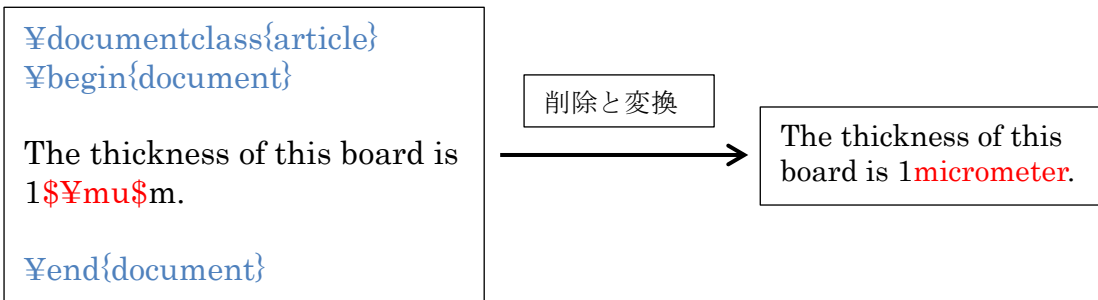 ¥documentclass{article}
¥begin{document}
The thickness of this board is
1$¥mu$m.
¥end{document}
削除と変換
The thickness of this
board is 1micrometer.